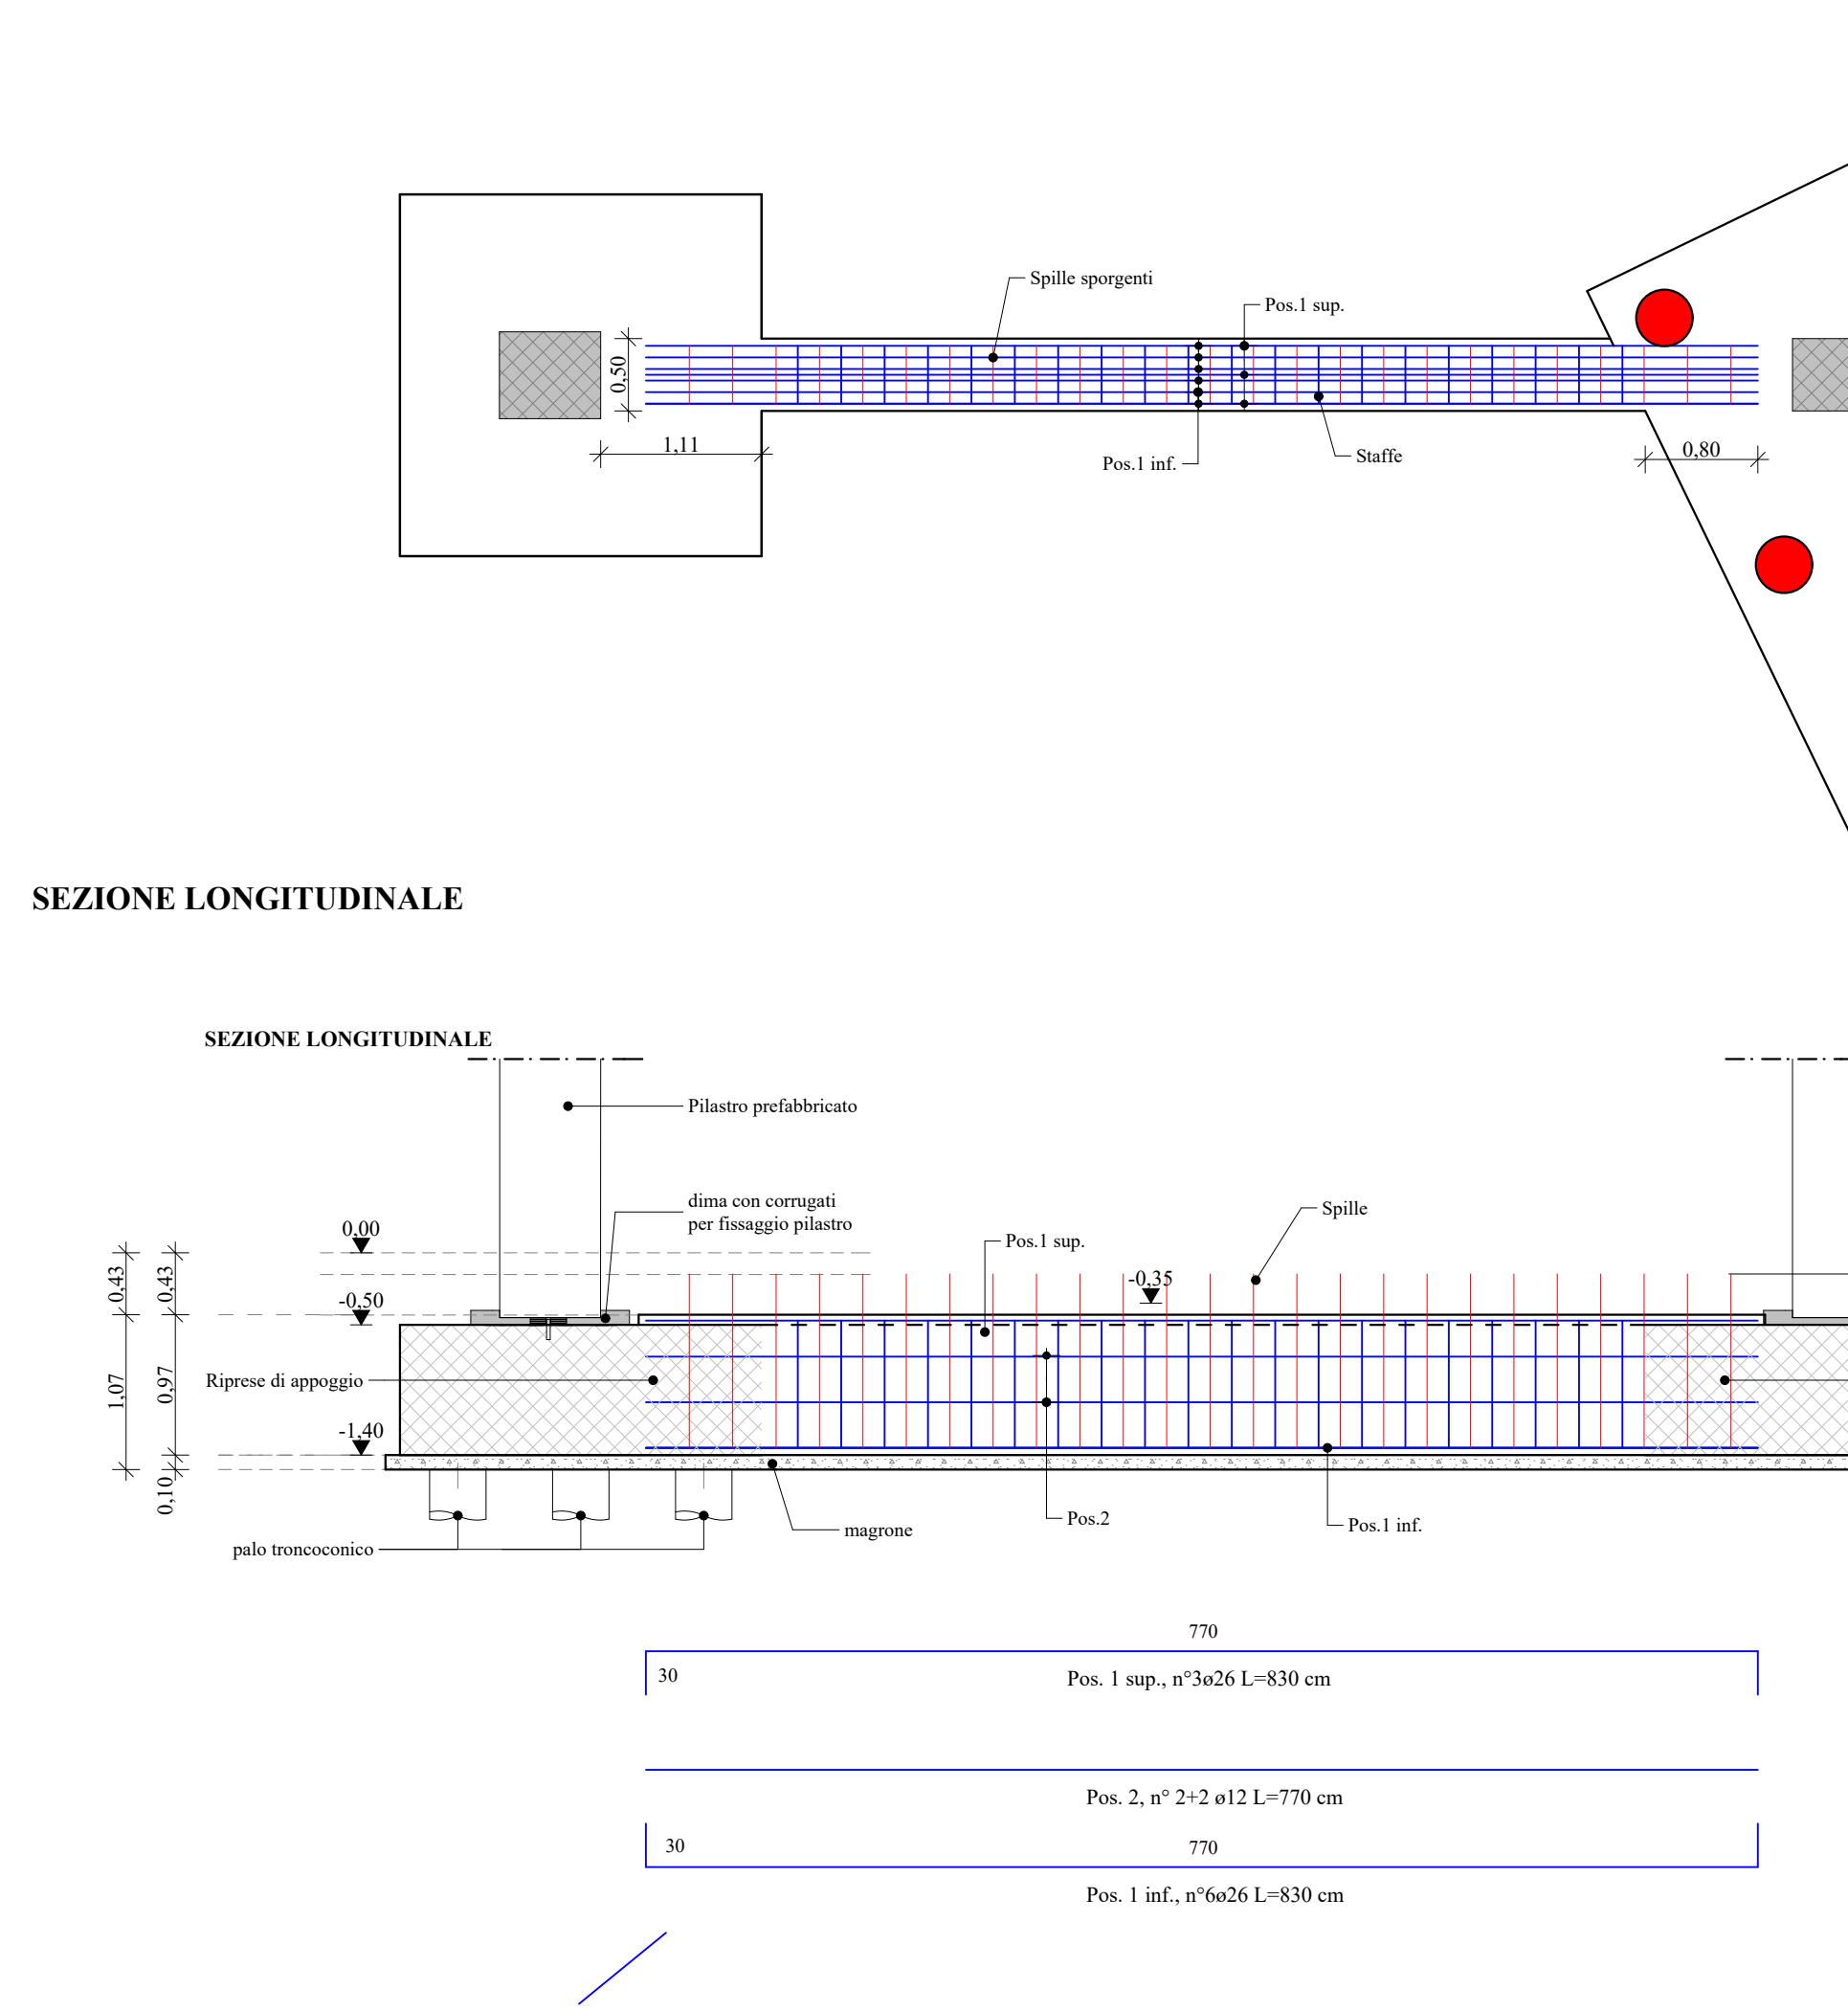 Spille sporgenti
Pos.1 sup.
0,50
1,11
Pos.1 inf.
Staffe
0,80
SEZIONE LONGITUDINALE
SEZIONE LONGITUDINALE
Pilastro prefabbricato
dima con corrugati
per fissaggio pilastro
Spille
0,00
Pos.1 sup.
0,43
0,43
-0,35
-0,50
Riprese di appoggio
1,07
0,97
-1,40
0,10
Pos.2
Pos.1 inf.
magrone
palo troncoconico
770
30
Pos. 1 sup., n°3ø26 L=830 cm
Pos. 2, n° 2+2 ø12 L=770 cm
30
770
Pos. 1 inf., n°6ø26 L=830 cm